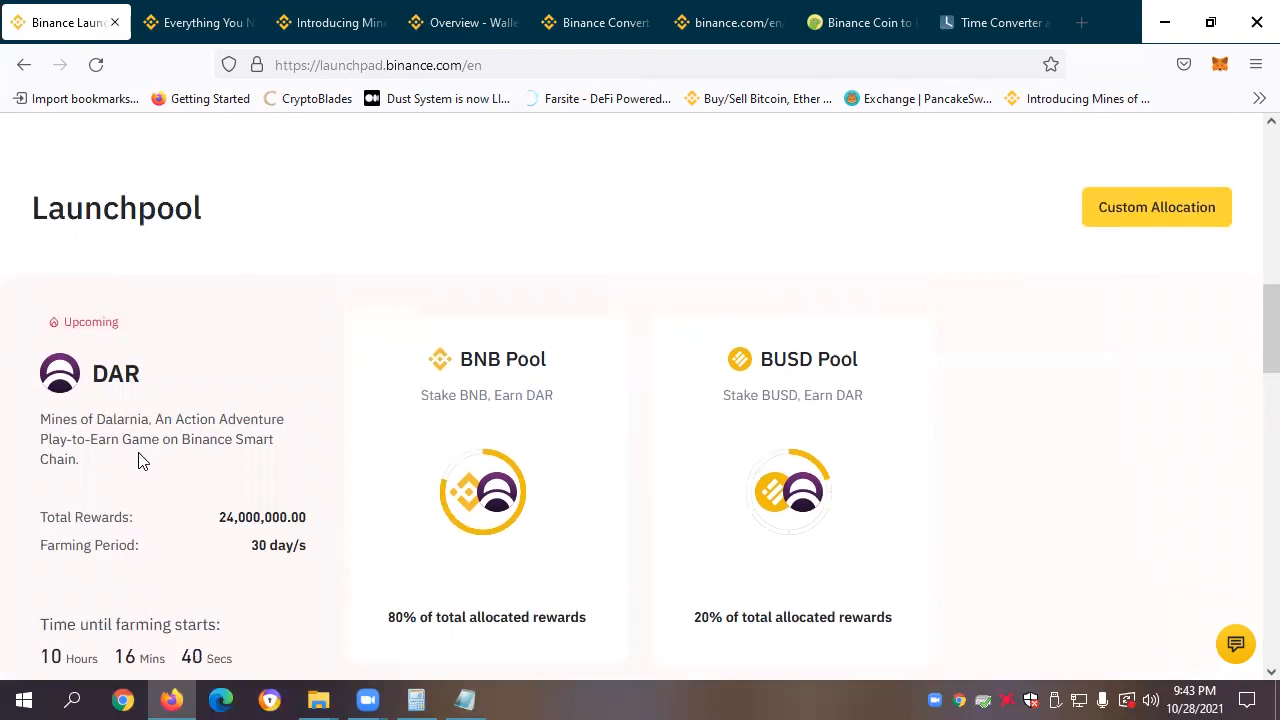 Binance Laun
Everything You N
Introducing Mine
Overview - Walle
Binance Convert
binance.com/en/
Binance Coin to
Time Converter a
https://launchpad.binance.com/en
Import bookmarks...
Getting Started
CryptoBlades
Dust System is now LI...
Farsite - DeFi Powered...
Buy/Sell Bitcoin, Ether ...
Exchange | PancakeSw...
Introducing Mines of ...
Launchpool
Custom Allocation
Upcoming
DAR
Mines of Dalarnia, An Action Adventure
Play-to-Earn Game on Binance Smart
Chain.
Total Rewards: 24,000,000.00
Farming Period: 30 day/s
Time until farming starts:
10 Hours 16 Mins 40 Secs
BNB Pool
Stake BNB, Earn DAR
80% of total allocated rewards
BUSD Pool
Stake BUSD, Earn DAR
20% of total allocated rewards
9:43 PM
10/28/2021